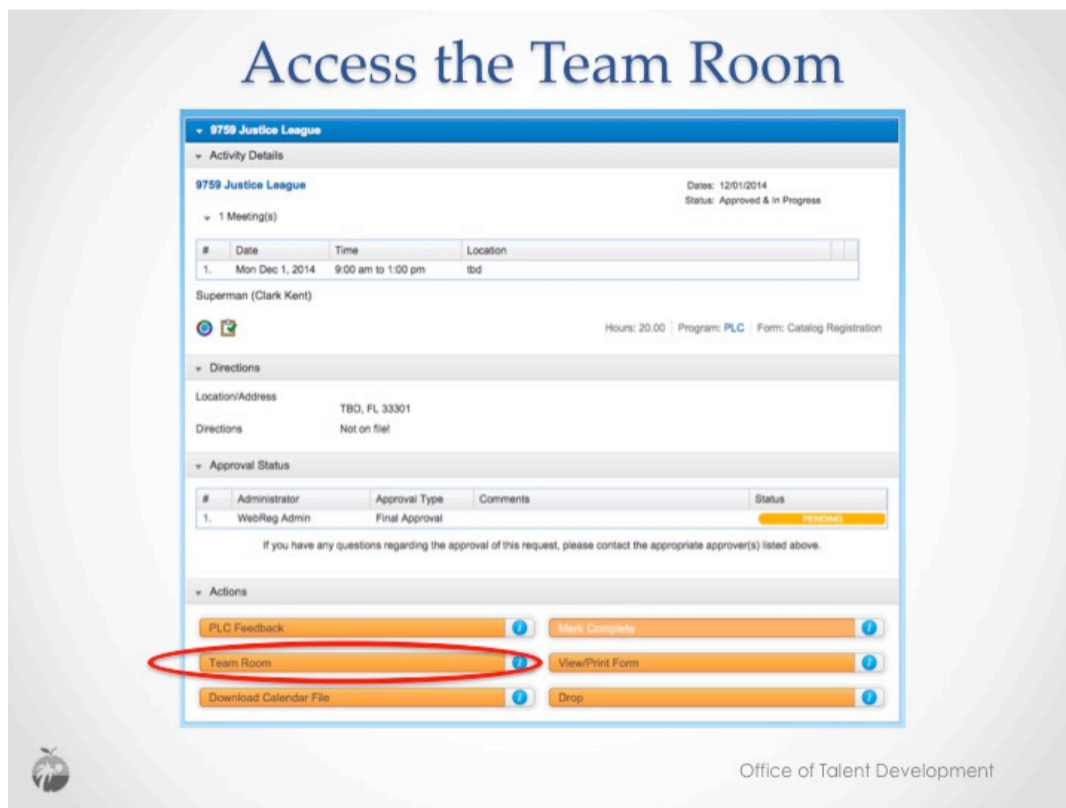 Access the Team Room
9759 Justice League
Activity Details
9759 Justice League
Dates: 12/01/2014
Status: Approved & In Progress
1 Meeting(s)
# Date Time Location
1. Mon Dec 1, 2014 9:00 am to 1:00 pm tbd
Superman (Clark Kent)
Hours: 20.00 Program: PLC Form: Catalog Registration
Directions
Location/Address
TBD, FL 33301
Directions Not on file!
Approval Status
# Administrator Approval Type Comments Status
1. WebReg Admin Final Approval PENDING
If you have any questions regarding the approval of this request, please contact the appropriate approver(s) listed above.
Actions
PLC Feedback i Mark Complete i
Team Room i View/Print Form i
Download Calendar File i Drop i
Office of Talent Development